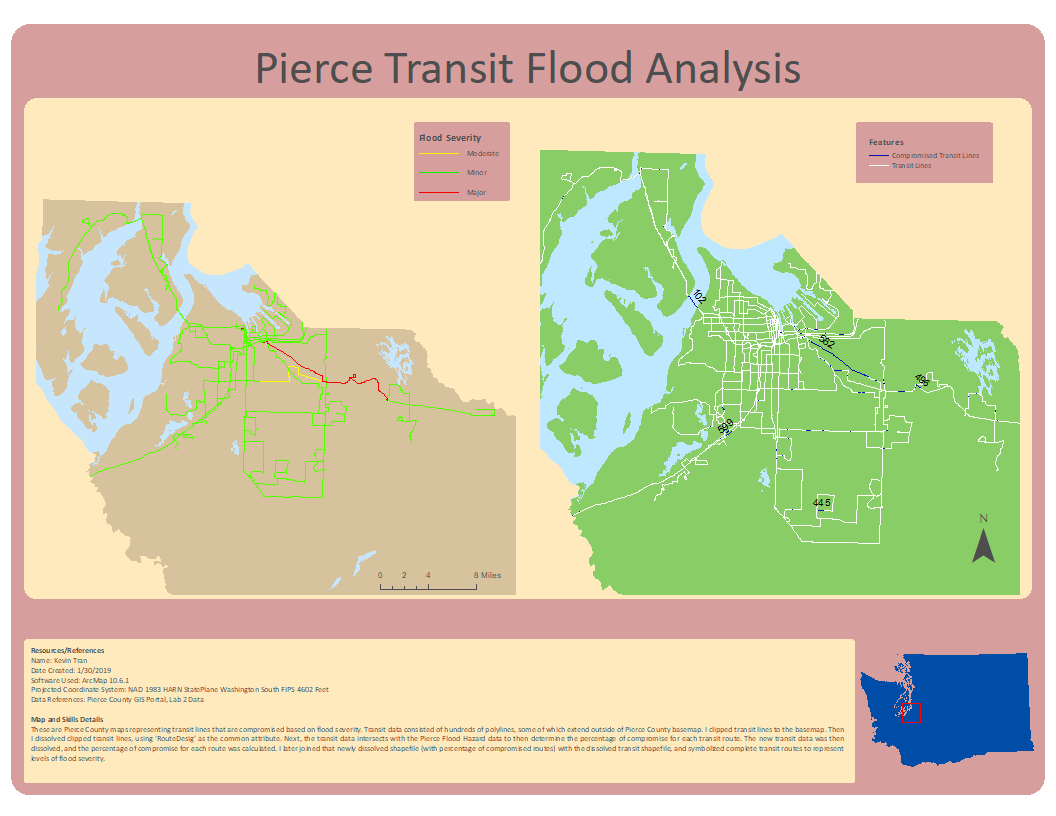 Pierce Transit Flood Analysis
Flood Severity
Moderate
Minor
Major
0 2 4 8 Miles
Features
Compromised Transit Lines
Transit Lines
102
562
496
599
445
N
Resources/References
Name: Kevin Tran
Date Created: 1/30/2019
Software Used: ArcMap 10.6.1
Projected Coordinate System: NAD 1983 HARN StatePlane Washington South FIPS 4602 Feet
Data References: Pierce County GIS Portal, Lab 2 Data
Map and Skills Details
These are Pierce County maps representing transit lines that are compromised based on flood severity. Transit data consisted of hundreds of polylines, some of which extend outside of Pierce County basemap. I clipped transit lines to the basemap. Then
I dissolved clipped transit lines, using 'RouteDesig' as the common attribute. Next, the transit data intersects with the Pierce Flood Hazard data to then determine the percentage of compromise for each transit route. The new transit data was then
dissolved, and the percentage of compromise for each route was calculated. I later joined that newly dissolved shapefile (with percentage of compromised routes) with the dissolved transit shapefile, and symbolized complete transit routes to represent
levels of flood severity.